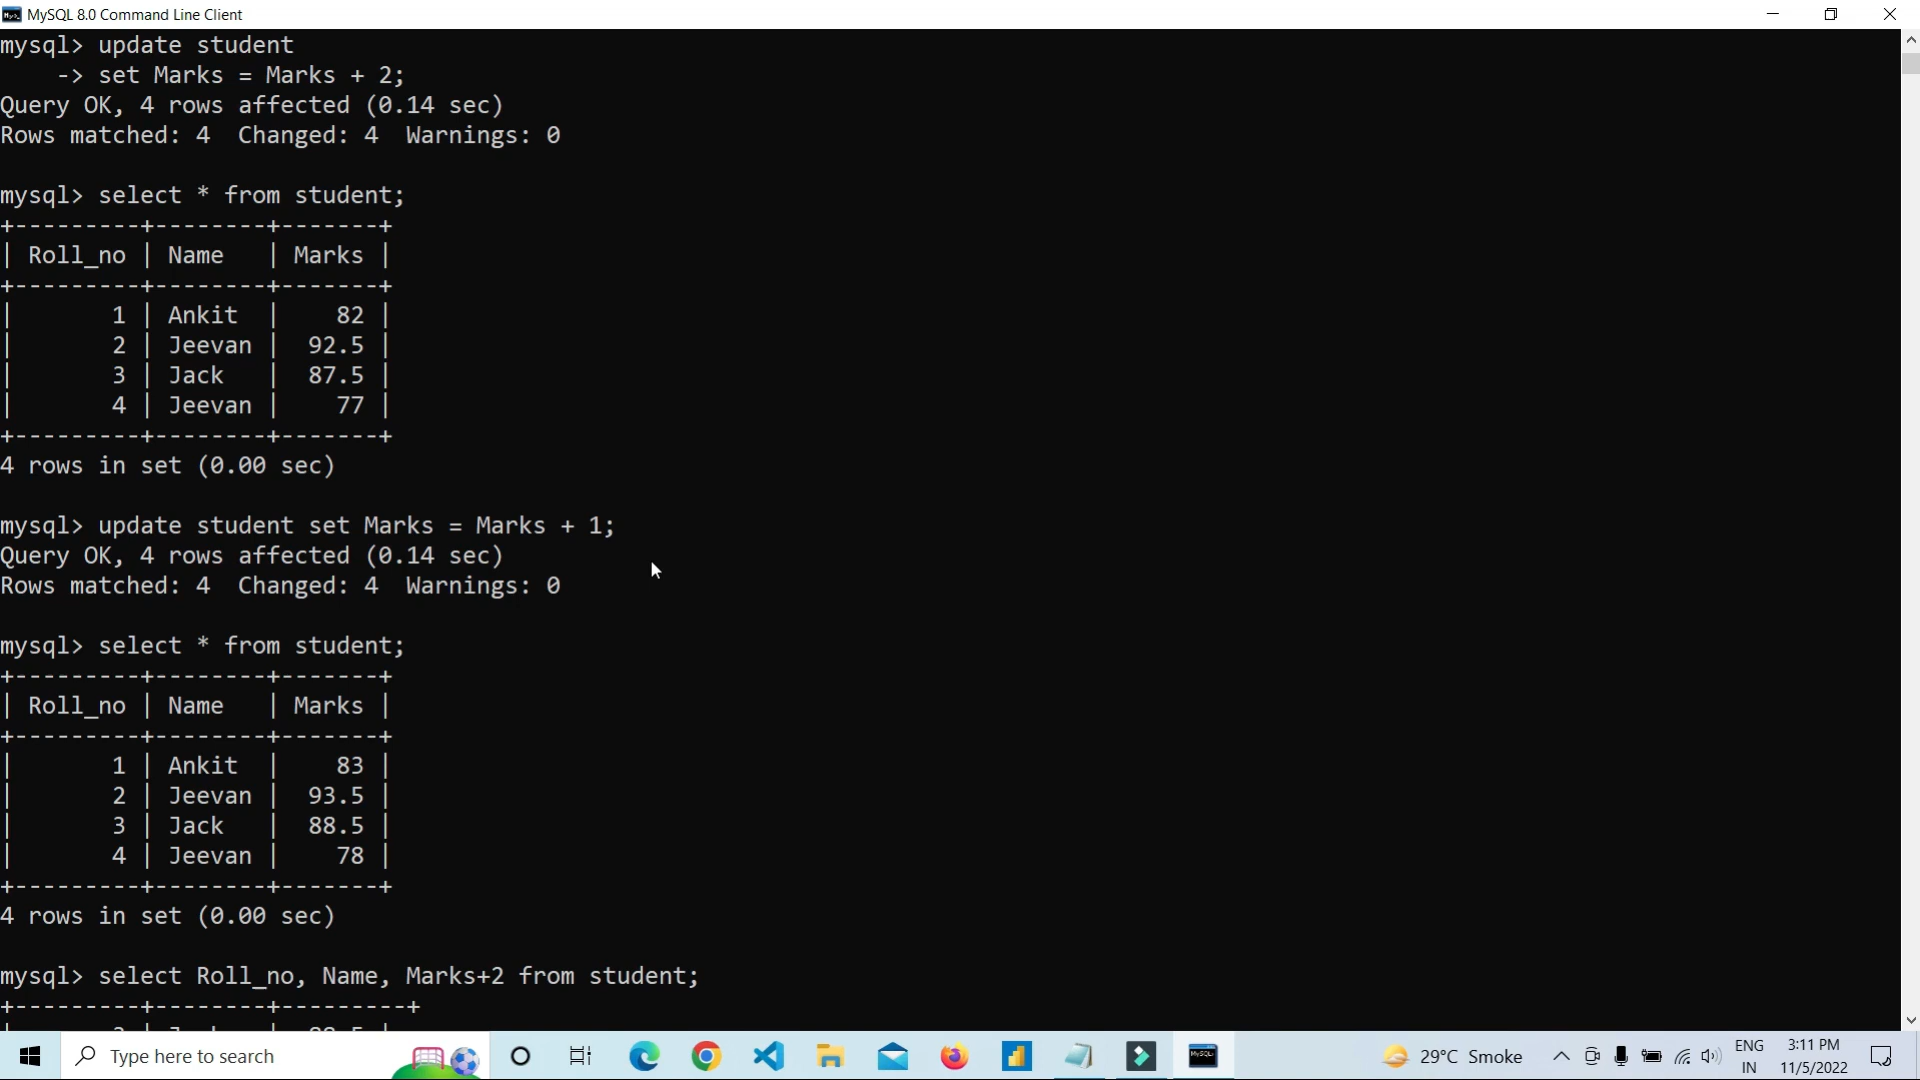 MySQL 8.0 Command Line Client
mysql> update student
    -> set Marks = Marks + 2;
Query OK, 4 rows affected (0.14 sec)
Rows matched: 4  Changed: 4  Warnings: 0
mysql> select * from student;
+---------+--------+-------+
| Roll_no | Name   | Marks |
+---------+--------+-------+
|       1 | Ankit  |    82 |
|       2 | Jeevan |  92.5 |
|       3 | Jack   |  87.5 |
|       4 | Jeevan |    77 |
+---------+--------+-------+
4 rows in set (0.00 sec)
mysql> update student set Marks = Marks + 1;
Query OK, 4 rows affected (0.14 sec)
Rows matched: 4  Changed: 4  Warnings: 0
mysql> select * from student;
+---------+--------+-------+
| Roll_no | Name   | Marks |
+---------+--------+-------+
|       1 | Ankit  |    83 |
|       2 | Jeevan |  93.5 |
|       3 | Jack   |  88.5 |
|       4 | Jeevan |    78 |
+---------+--------+-------+
4 rows in set (0.00 sec)
mysql> select Roll_no, Name, Marks+2 from student;
+---------+--------+---------+
Type here to search
29°C Smoke
ENG
IN
3:11 PM
11/5/2022